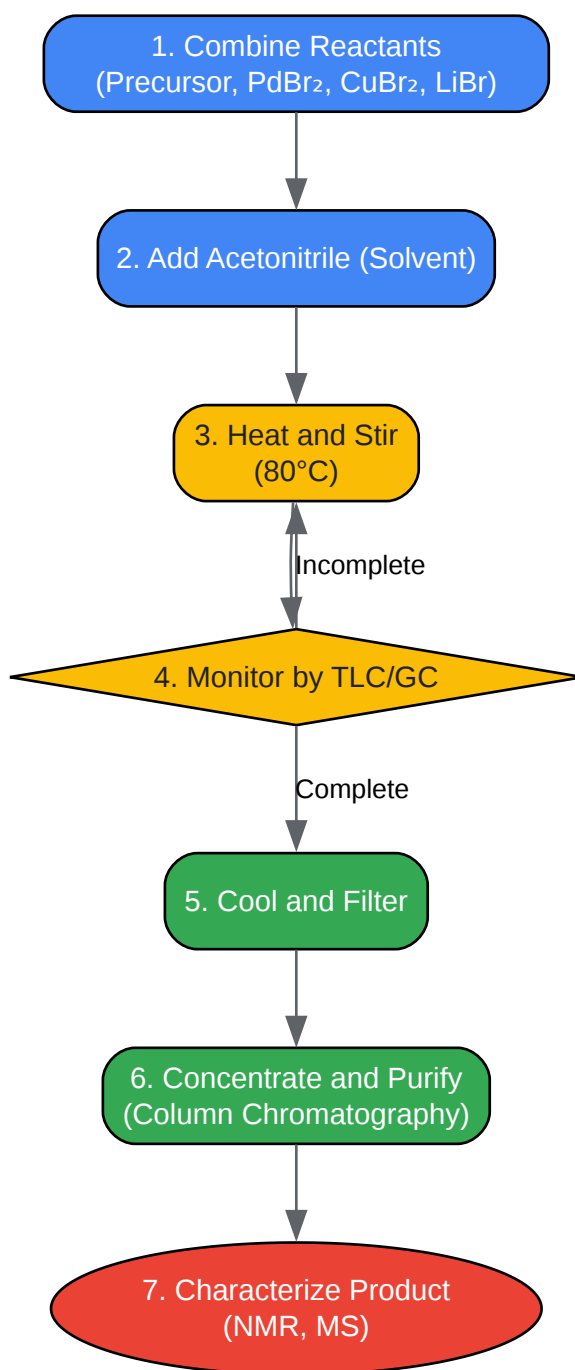 1. Combine Reactants
(Precursor, PdBr₂, CuBr₂, LiBr)
2. Add Acetonitrile (Solvent)
3. Heat and Stir
(80°C)
Incomplete
4. Monitor by TLC/GC
Complete
5. Cool and Filter
6. Concentrate and Purify
(Column Chromatography)
7. Characterize Product
(NMR, MS)